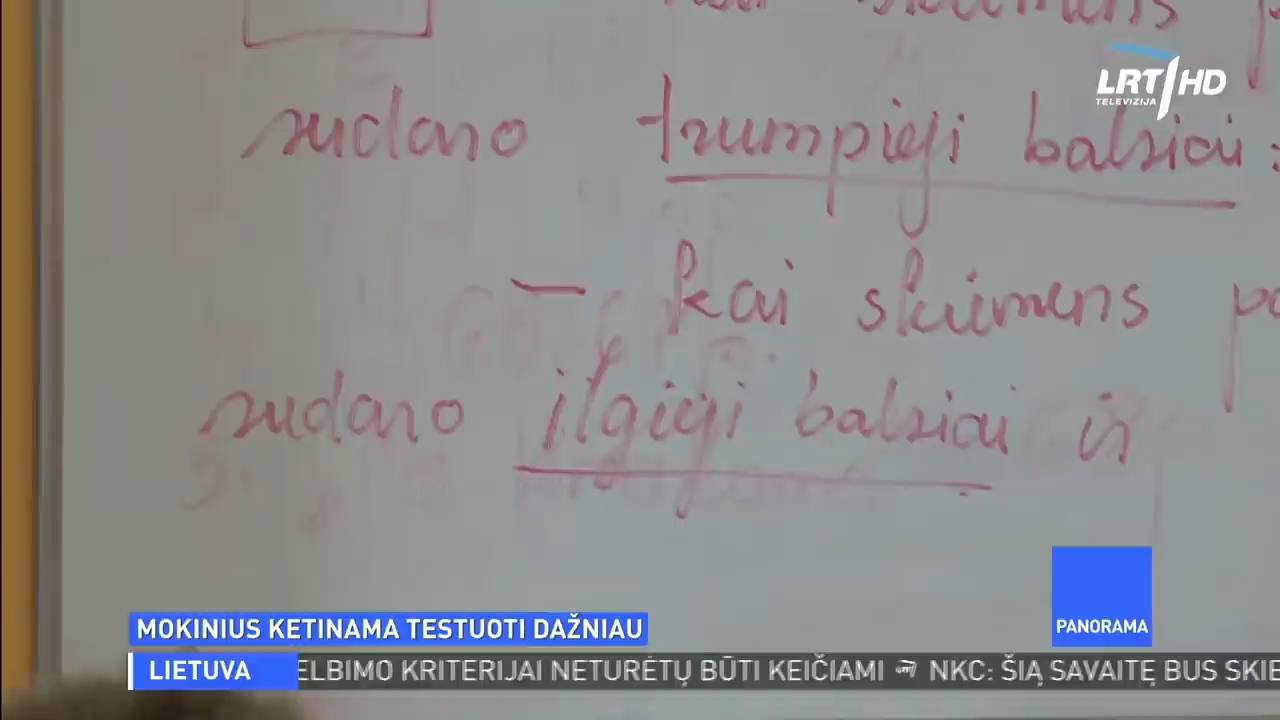 skiemens
LRT HD
TELEVIZIJA
sudaro trumpieji balsiai:
– kai skiemens
sudaro ilgieji balsiai ir
PANORAMA
MOKINIUS KETINAMA TESTUOTI DAŽNIAU
LIETUVA ELBIMO KRITERIJAI NETURĖTŲ BŪTI KEIČIAMI NKC: ŠIĄ SAVAITĘ BUS SKIE